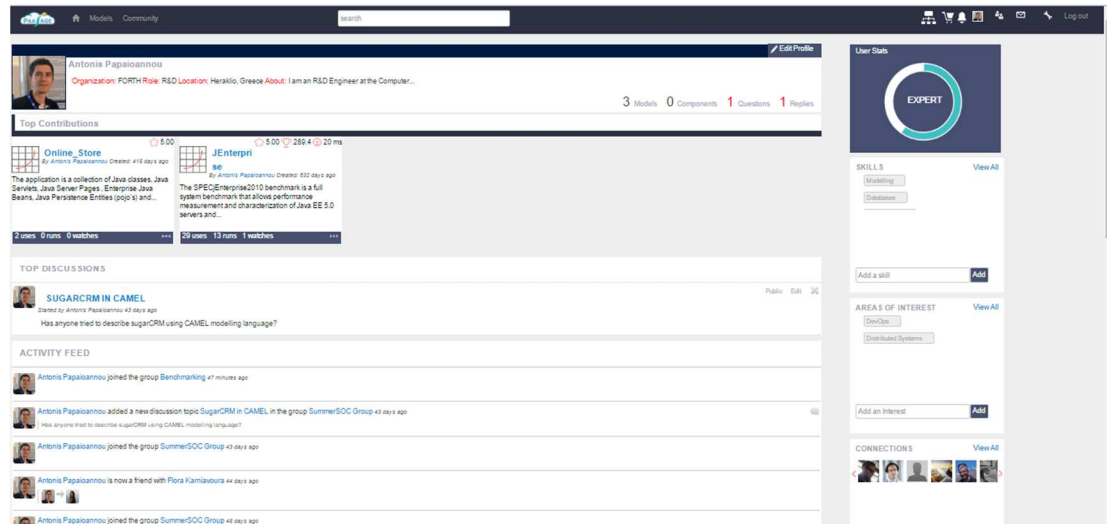 PAASAGE
Models Community
search
Log out
Edit Profile
Antonis Papaioannou
Organization: FORTH Role: R&D Location: Heraklio, Greece About: I am an R&D Engineer at the Computer...
3 Models 0 Components 1 Questions 1 Replies
Top Contributions
5.00
Online_Store
By Antonis Papaioannou Created: 415 days ago
The application is a collection of Java classes, Java
Servlets, Java Server Pages , Enterprise Java
Beans, Java Persistence Entities (pojo's) and...
2 uses 0 runs 0 watches
5.00 289.4 20 ms
JEnterpri
se
By Antonis Papaioannou Created: 532 days ago
The SPECjEnterprise2010 benchmark is a full
system benchmark that allows performance
measurement and characterization of Java EE 5.0
servers and...
29 uses 13 runs 1 watches
TOP DISCUSSIONS
SUGARCRM IN CAMEL
Public Edit
Started by Antonis Papaioannou 43 days ago
Has anyone tried to describe sugarCRM using CAMEL modelling language?
ACTIVITY FEED
Antonis Papaioannou joined the group Benchmarking 47 minutes ago
Antonis Papaioannou added a new discussion topic SugarCRM in CAMEL in the group SummerSOC Group 43 days ago
Has anyone tried to describe sugarCRM using CAMEL modelling language?
Antonis Papaioannou joined the group SummerSOC Group 43 days ago
Antonis Papaioannou is now a friend with Flora Karniavoura 44 days ago
Antonis Papaioannou joined the group SummerSOC Group 46 days ago
User Stats
EXPERT
SKILLS View All
Modelling
Databases
Add a skill Add
AREAS OF INTEREST View All
DevOps
Distributed Systems
Add an Interest Add
CONNECTIONS View All